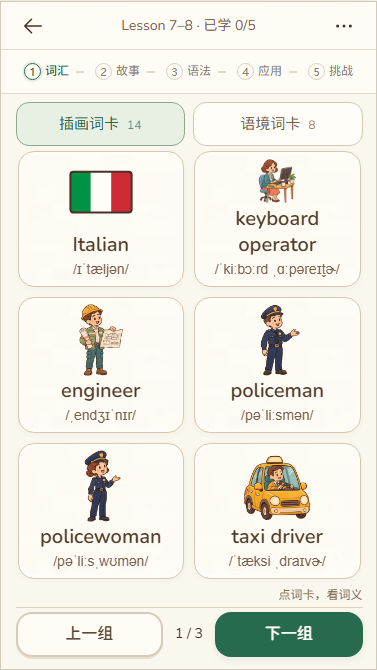 Lesson 7–8 · 已学 0/5
1 词汇 – 2 故事 – 3 语法 – 4 应用 – 5 挑战
插画词卡 14 语境词卡 8
Italian
/ɪˈtæljən/
keyboard
operator
/ˈkiːbɔːrd ˌɑːpəreɪt̬ɚ/
engineer
/ˌendʒɪˈnɪr/
policeman
/pəˈliːsmən/
policewoman
/pəˈliːsˌwʊmən/
taxi driver
/ˈtæksi ˌdraɪvɚ/
点词卡，看词义
上一组 1 / 3 下一组